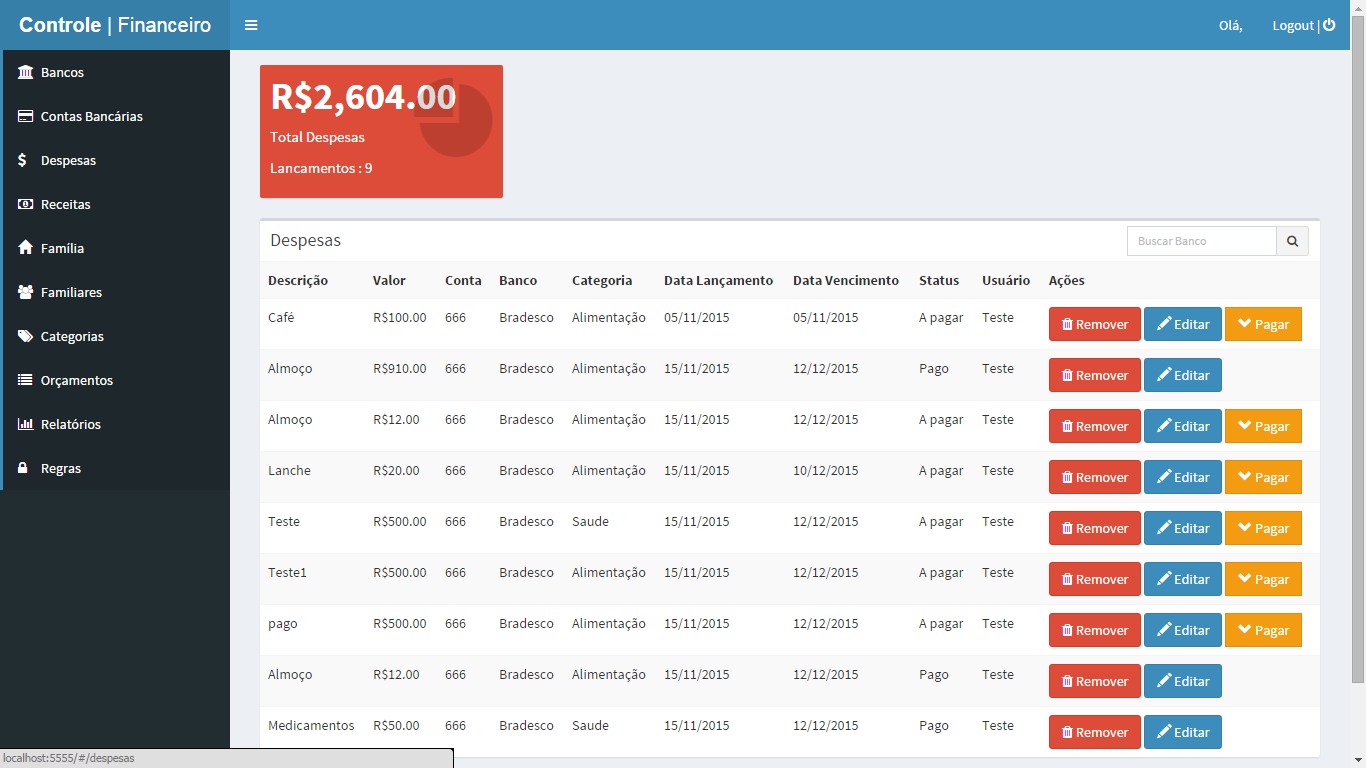 Controle | Financeiro
Olá, Logout |
Bancos
Contas Bancárias
Despesas
Receitas
Família
Familiares
Categorias
Orçamentos
Relatórios
Regras
R$2,604.00
Total Despesas
Lancamentos : 9
Despesas Buscar Banco
Descrição Valor Conta Banco Categoria Data Lançamento Data Vencimento Status Usuário Ações
Café R$100.00 666 Bradesco Alimentação 05/11/2015 05/11/2015 A pagar Teste Remover Editar Pagar
Almoço R$910.00 666 Bradesco Alimentação 15/11/2015 12/12/2015 Pago Teste Remover Editar
Almoço R$12.00 666 Bradesco Alimentação 15/11/2015 12/12/2015 A pagar Teste Remover Editar Pagar
Lanche R$20.00 666 Bradesco Alimentação 15/11/2015 10/12/2015 A pagar Teste Remover Editar Pagar
Teste R$500.00 666 Bradesco Saude 15/11/2015 12/12/2015 A pagar Teste Remover Editar Pagar
Teste1 R$500.00 666 Bradesco Alimentação 15/11/2015 12/12/2015 A pagar Teste Remover Editar Pagar
pago R$500.00 666 Bradesco Alimentação 15/11/2015 12/12/2015 A pagar Teste Remover Editar Pagar
Almoço R$12.00 666 Bradesco Alimentação 15/11/2015 12/12/2015 Pago Teste Remover Editar
Medicamentos R$50.00 666 Bradesco Saude 15/11/2015 12/12/2015 Pago Teste Remover Editar
localhost:5555/#/despesas